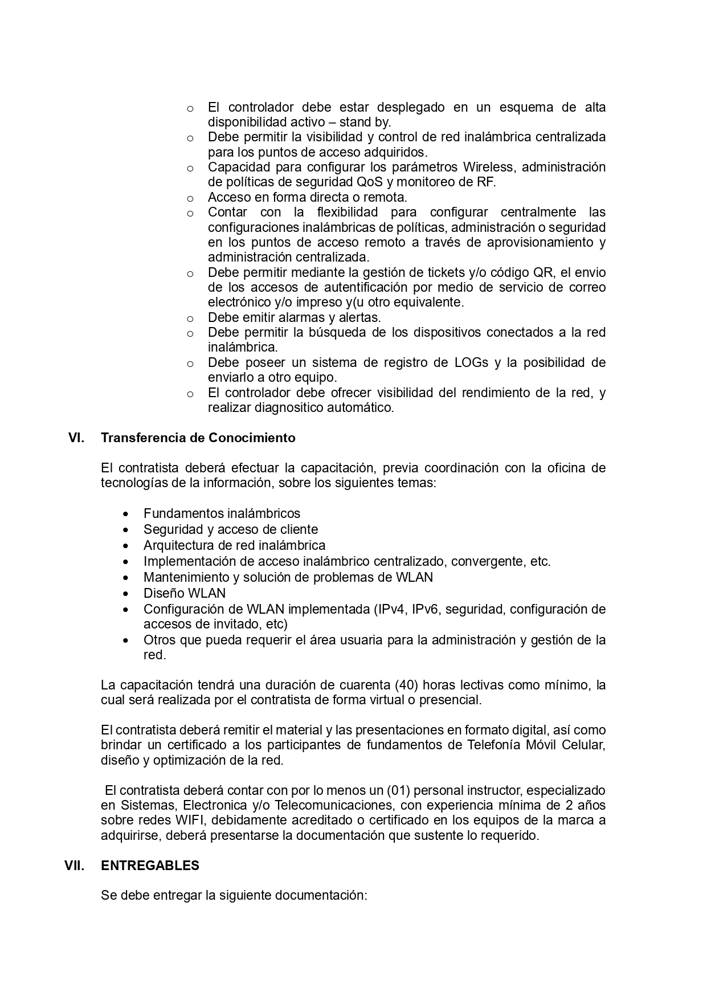 o El controlador debe estar desplegado en un esquema de alta
disponibilidad activo – stand by.
o Debe permitir la visibilidad y control de red inalámbrica centralizada
para los puntos de acceso adquiridos.
o Capacidad para configurar los parámetros Wireless, administración
de políticas de seguridad QoS y monitoreo de RF.
o Acceso en forma directa o remota.
o Contar con la flexibilidad para configurar centralmente las
configuraciones inalámbricas de políticas, administración o seguridad
en los puntos de acceso remoto a través de aprovisionamiento y
administración centralizada.
o Debe permitir mediante la gestión de tickets y/o código QR, el envio
de los accesos de autentificación por medio de servicio de correo
electrónico y/o impreso y(u otro equivalente.
o Debe emitir alarmas y alertas.
o Debe permitir la búsqueda de los dispositivos conectados a la red
inalámbrica.
o Debe poseer un sistema de registro de LOGs y la posibilidad de
enviarlo a otro equipo.
o El controlador debe ofrecer visibilidad del rendimiento de la red, y
realizar diagnositico automático.
VI. Transferencia de Conocimiento
El contratista deberá efectuar la capacitación, previa coordinación con la oficina de
tecnologías de la información, sobre los siguientes temas:
• Fundamentos inalámbricos
• Seguridad y acceso de cliente
• Arquitectura de red inalámbrica
• Implementación de acceso inalámbrico centralizado, convergente, etc.
• Mantenimiento y solución de problemas de WLAN
• Diseño WLAN
• Configuración de WLAN implementada (IPv4, IPv6, seguridad, configuración de
accesos de invitado, etc)
• Otros que pueda requerir el área usuaria para la administración y gestión de la
red.
La capacitación tendrá una duración de cuarenta (40) horas lectivas como mínimo, la
cual será realizada por el contratista de forma virtual o presencial.
El contratista deberá remitir el material y las presentaciones en formato digital, así como
brindar un certificado a los participantes de fundamentos de Telefonía Móvil Celular,
diseño y optimización de la red.
El contratista deberá contar con por lo menos un (01) personal instructor, especializado
en Sistemas, Electronica y/o Telecomunicaciones, con experiencia mínima de 2 años
sobre redes WIFI, debidamente acreditado o certificado en los equipos de la marca a
adquirirse, deberá presentarse la documentación que sustente lo requerido.
VII. ENTREGABLES
Se debe entregar la siguiente documentación: